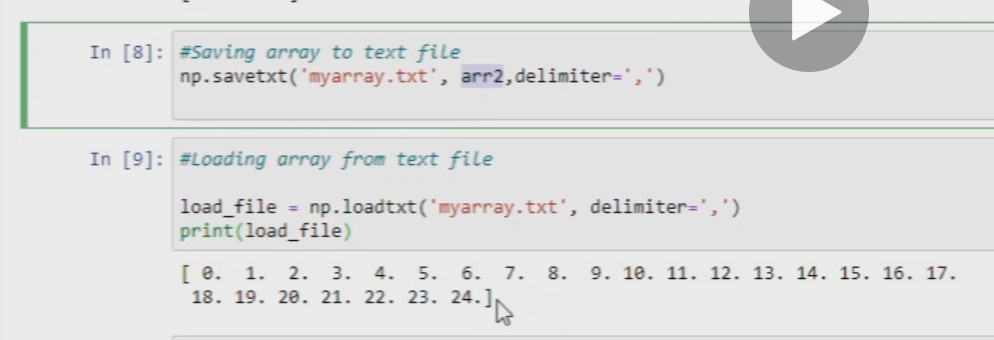 In [8]: #Saving array to text file
np.savetxt('myarray.txt', arr2,delimiter=',')
In [9]: #Loading array from text file
load_file = np.loadtxt('myarray.txt', delimiter=',')
print(load_file)
[ 0. 1. 2. 3. 4. 5. 6. 7. 8. 9. 10. 11. 12. 13. 14. 15. 16. 17.
18. 19. 20. 21. 22. 23. 24.]